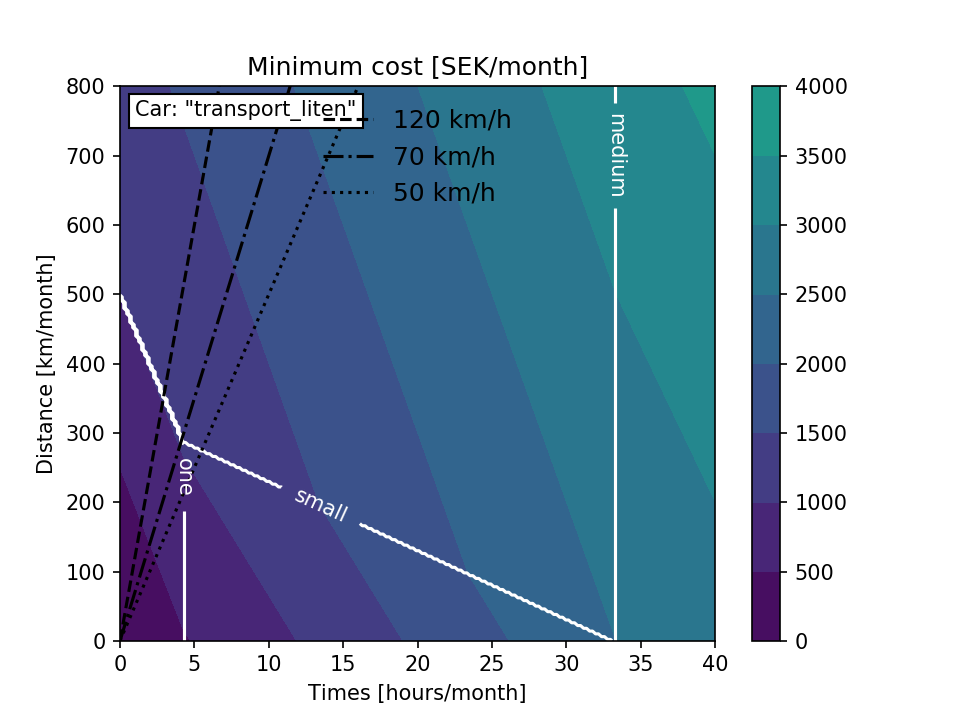 Minimum cost [SEK/month]
Car: "transport_liten"
120 km/h
70 km/h
50 km/h
medium
one
small
Distance [km/month]
800
700
600
500
400
300
200
100
0
0 5 10 15 20 25 30 35 40
Times [hours/month]
4000
3500
3000
2500
2000
1500
1000
500
0